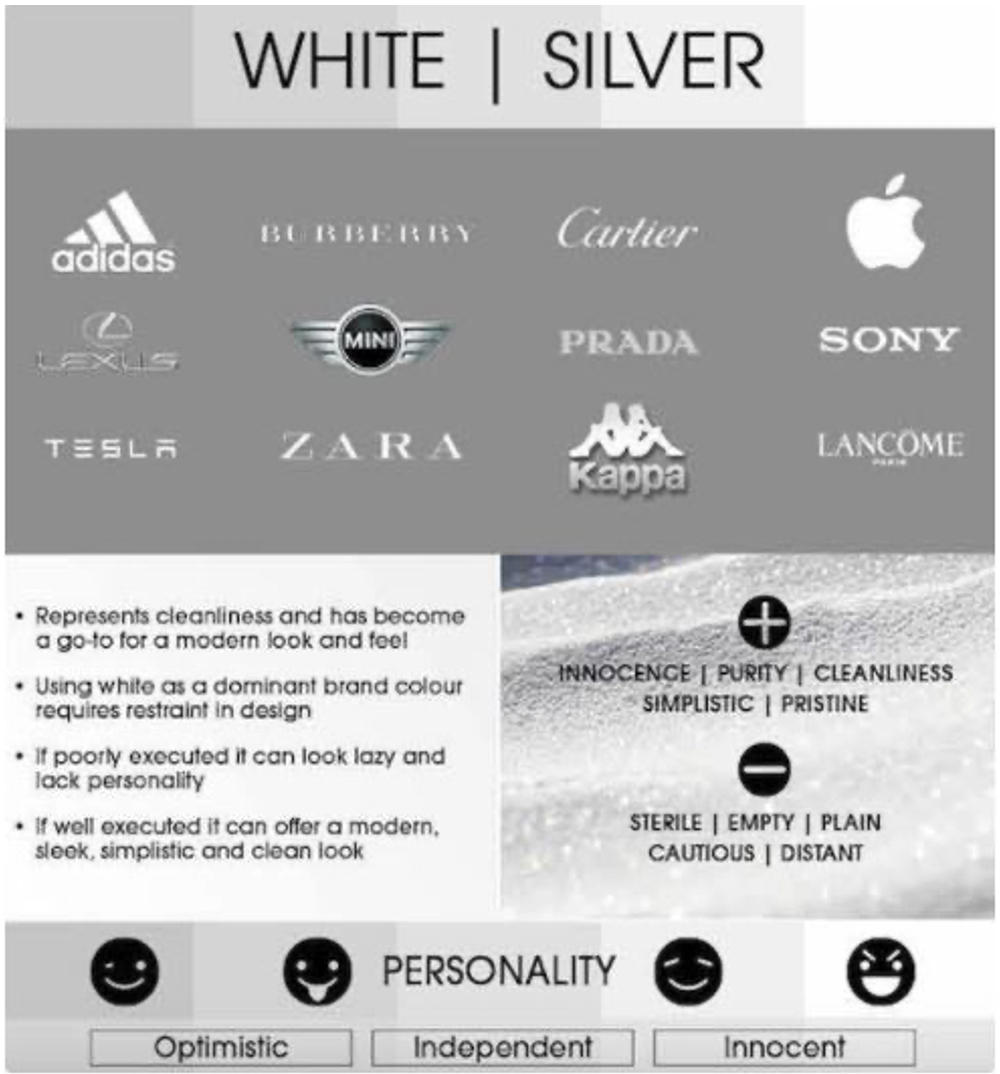 WHITE | SILVER
adidas
BURBERRY
Cartier
LEXUS
MINI
PRADA
SONY
TESLA
ZARA
Kappa
LANCÔME
PARIS
• Represents cleanliness and has become
a go-to for a modern look and feel
• Using white as a dominant brand colour
requires restraint in design
• If poorly executed it can look lazy and
lack personality
• If well executed it can offer a modern,
sleek, simplistic and clean look
INNOCENCE | PURITY | CLEANLINESS
SIMPLISTIC | PRISTINE
STERILE | EMPTY | PLAIN
CAUTIOUS | DISTANT
PERSONALITY
Optimistic
Independent
Innocent